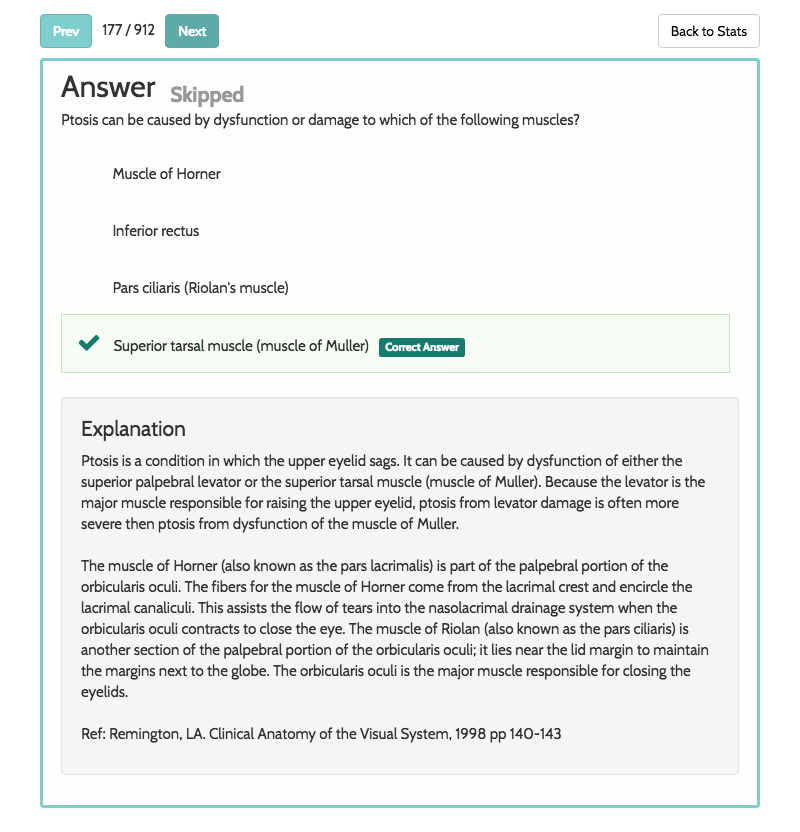 Prev 177 / 912 Next Back to Stats
Answer Skipped
Ptosis can be caused by dysfunction or damage to which of the following muscles?
Muscle of Horner
Inferior rectus
Pars ciliaris (Riolan's muscle)
Superior tarsal muscle (muscle of Muller) Correct Answer
Explanation
Ptosis is a condition in which the upper eyelid sags. It can be caused by dysfunction of either the
superior palpebral levator or the superior tarsal muscle (muscle of Muller). Because the levator is the
major muscle responsible for raising the upper eyelid, ptosis from levator damage is often more
severe then ptosis from dysfunction of the muscle of Muller.
The muscle of Horner (also known as the pars lacrimalis) is part of the palpebral portion of the
orbicularis oculi. The fibers for the muscle of Horner come from the lacrimal crest and encircle the
lacrimal canaliculi. This assists the flow of tears into the nasolacrimal drainage system when the
orbicularis oculi contracts to close the eye. The muscle of Riolan (also known as the pars ciliaris) is
another section of the palpebral portion of the orbicularis oculi; it lies near the lid margin to maintain
the margins next to the globe. The orbicularis oculi is the major muscle responsible for closing the
eyelids.
Ref: Remington, LA. Clinical Anatomy of the Visual System, 1998 pp 140-143